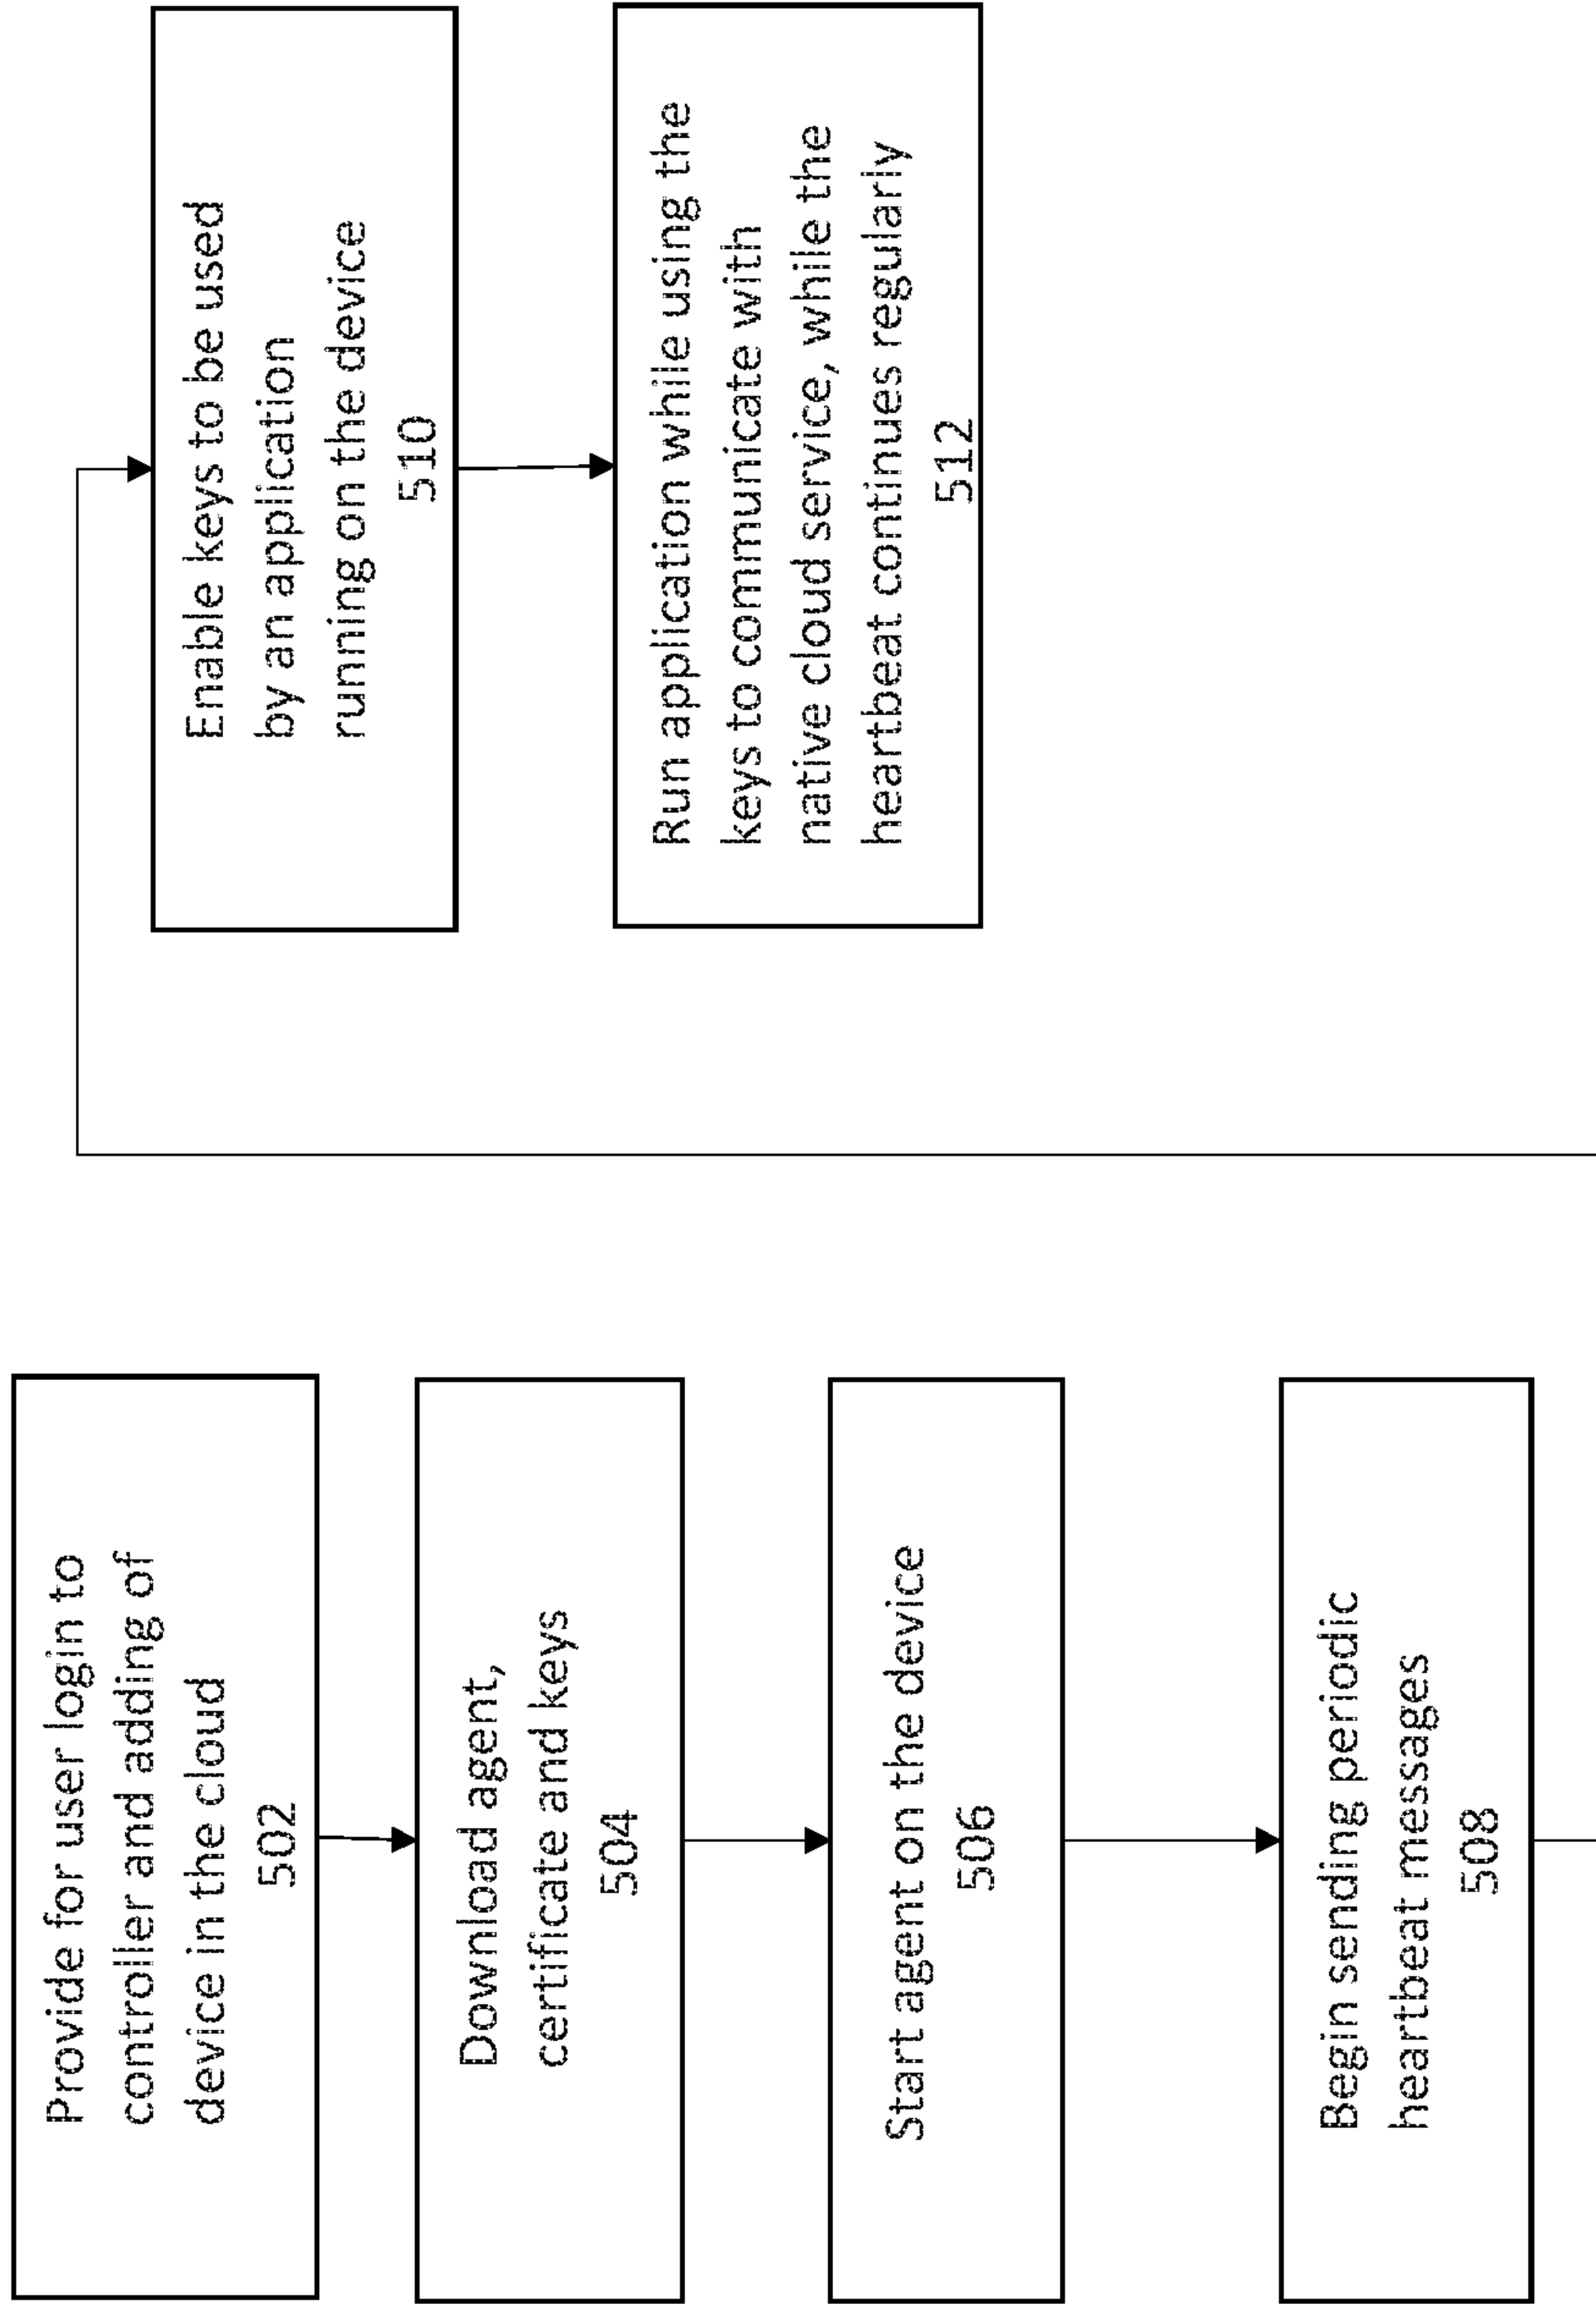 Provide for user login to
controller and adding of
device in the cloud
502
Download agent,
certificate and keys
504
Start agent on the device
506
Begin sending periodic
heartbeat messages
508
Enable keys to be used
by an application
running on the device
510
Run application while using the
keys to communicate with
native cloud service, while the
heartbeat continues regularly
512